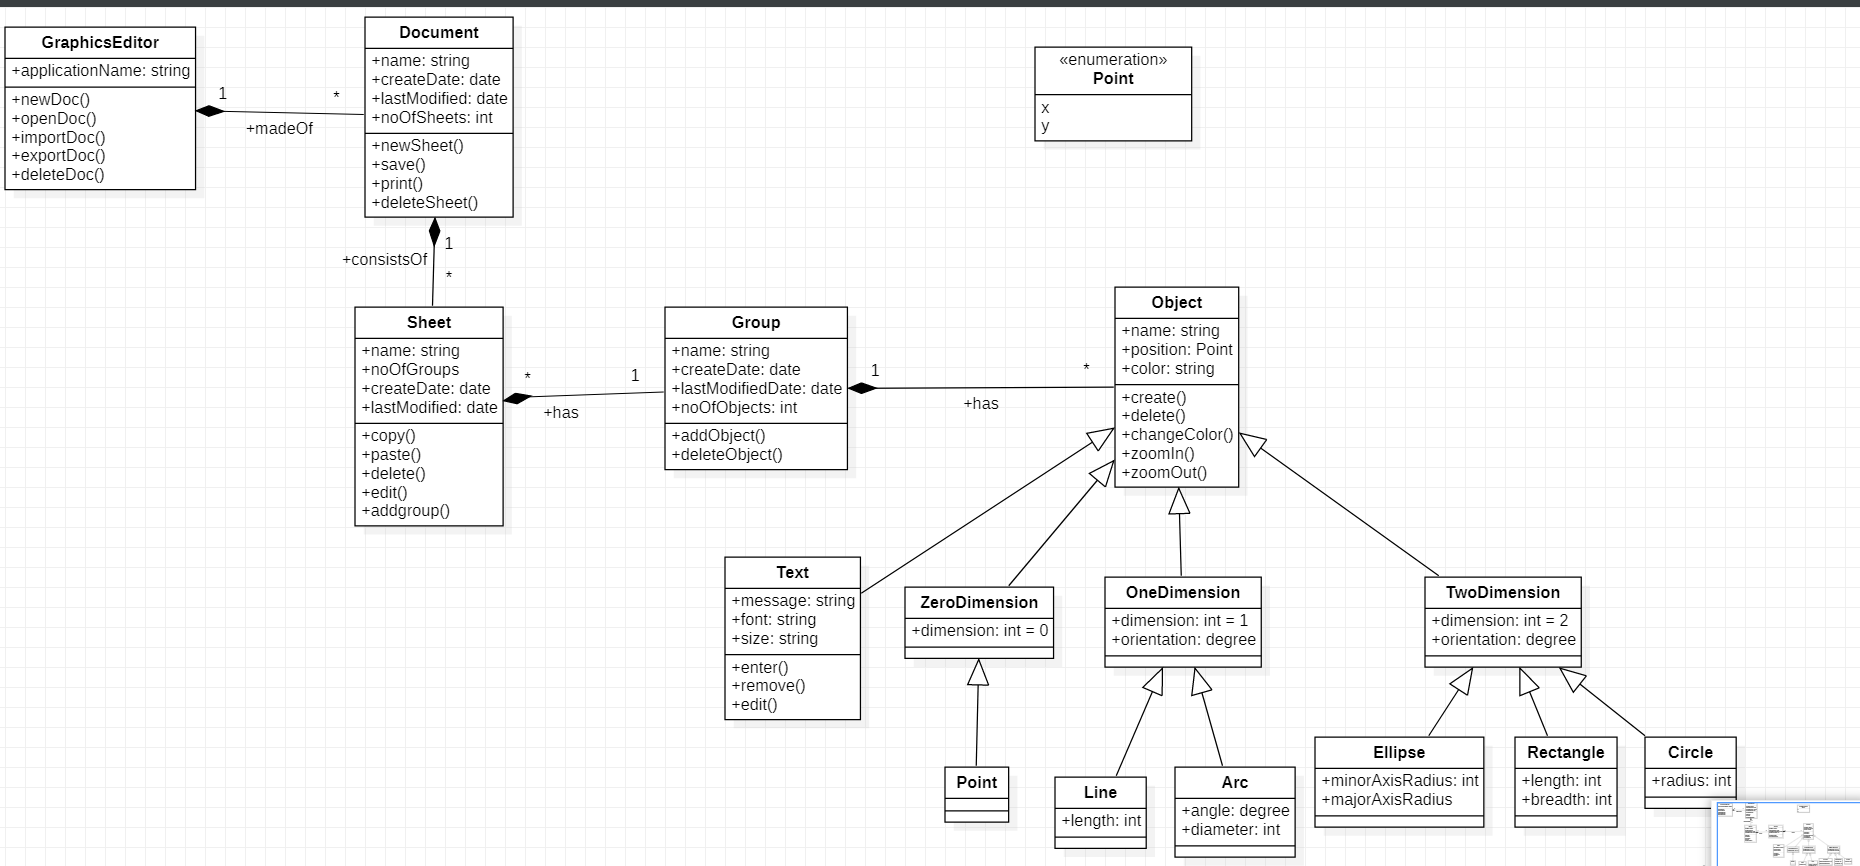 GraphicsEditor
+applicationName: string
+newDoc()
+openDoc()
+importDoc()
+exportDoc()
+deleteDoc()
1
*
+madeOf
Document
+name: string
+createDate: date
+lastModified: date
+noOfSheets: int
+newSheet()
+save()
+print()
+deleteSheet()
«enumeration»
Point
x
y
1
+consistsOf
*
Sheet
+name: string
+noOfGroups
+createDate: date
+lastModified: date
+copy()
+paste()
+delete()
+edit()
+addgroup()
*
1
+has
Group
+name: string
+createDate: date
+lastModifiedDate: date
+noOfObjects: int
+addObject()
+deleteObject()
1
*
+has
Object
+name: string
+position: Point
+color: string
+create()
+delete()
+changeColor()
+zoomIn()
+zoomOut()
Text
+message: string
+font: string
+size: string
+enter()
+remove()
+edit()
ZeroDimension
+dimension: int = 0
OneDimension
+dimension: int = 1
+orientation: degree
TwoDimension
+dimension: int = 2
+orientation: degree
Point
Line
+length: int
Arc
+angle: degree
+diameter: int
Ellipse
+minorAxisRadius: int
+majorAxisRadius
Rectangle
+length: int
+breadth: int
Circle
+radius: int